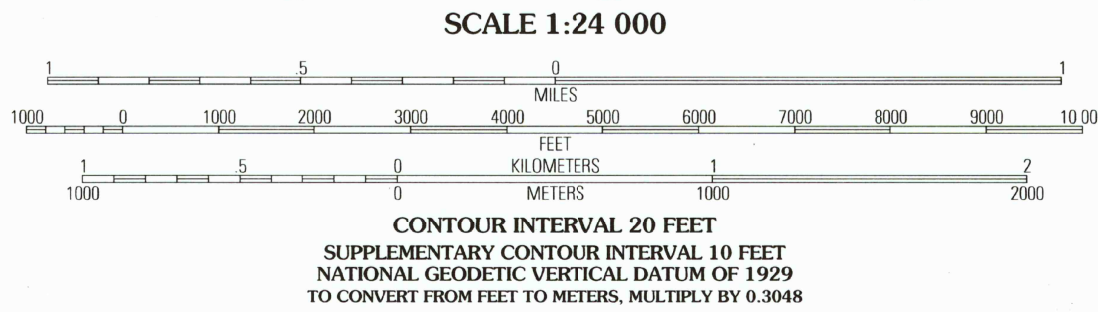 SCALE 1:24 000
1 .5 0 1
MILES
1000 0 1000 2000 3000 4000 5000 6000 7000 8000 9000 10 00
FEET
1 .5 0 KILOMETERS 1 2
1000 0 METERS 1000 2000
CONTOUR INTERVAL 20 FEET
SUPPLEMENTARY CONTOUR INTERVAL 10 FEET
NATIONAL GEODETIC VERTICAL DATUM OF 1929
TO CONVERT FROM FEET TO METERS, MULTIPLY BY 0.3048